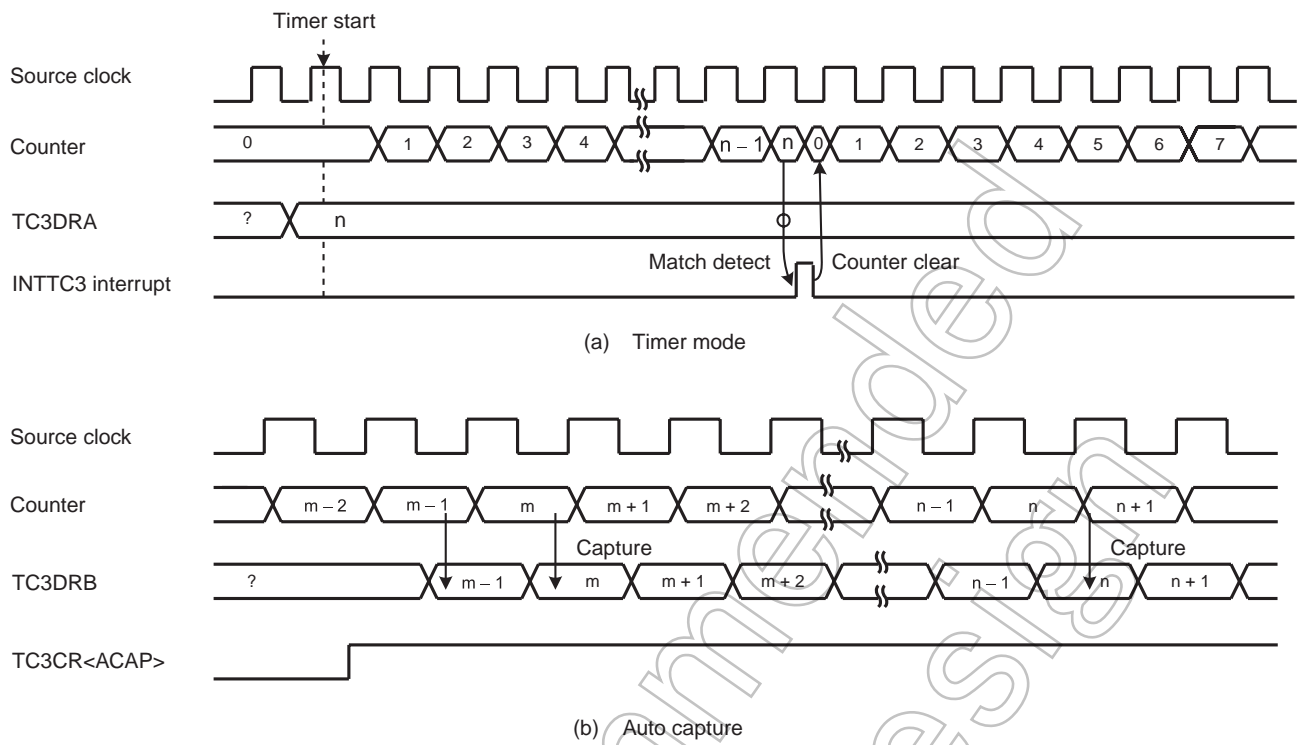 Timer start
Source clock
Counter
0 1 2 3 4 n – 1 n 0 1 2 3 4 5 6 7
TC3DRA
? n
Match detect Counter clear
INTTC3 interrupt
(a) Timer mode
Source clock
Counter
m – 2 m – 1 m m + 1 m + 2 n – 1 n n + 1
Capture Capture
TC3DRB
? m – 1 m m + 1 m + 2 n – 1 n n + 1
TC3CR<ACAP>
(b) Auto capture
mmended
esign